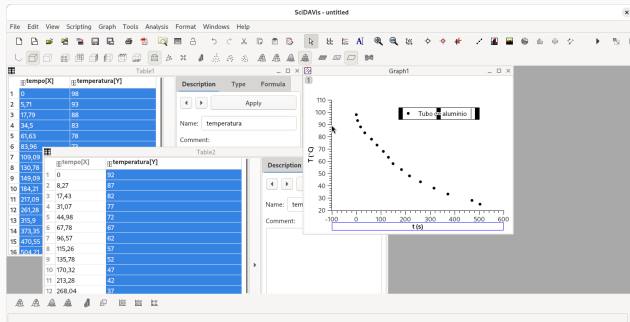 SciDAVis - untitled
File Edit View Scripting Graph Tools Analysis Format Windows Help
Table1
tempo[X] temperatura[Y]
1 0 98
2 5,71 93
3 17,79 88
4 34,5 83
5 61,63 78
6 83,96 73
7 109,09
8 130,78
9 149,09
10 184,21
11 217,09
12 261,28
13 315,9
14 373,35
15 470,55
16 504,21
Description Type Formula
Apply
Name: temperatura
Comment:
Table2
tempo[X] temperatura[Y]
1 0 92
2 8,27 87
3 17,43 82
4 31,07 77
5 44,98 72
6 67,78 67
7 96,57 62
8 115,26 57
9 135,78 52
10 170,32 47
11 213,28 42
12 268,04 37
Description
Name: tem
Comment:
Graph1
1
Tubo de alumínio
T (°C)
110
100
90
80
70
60
50
40
30
20
-100 0 100 200 300 400 500 600
t (s)